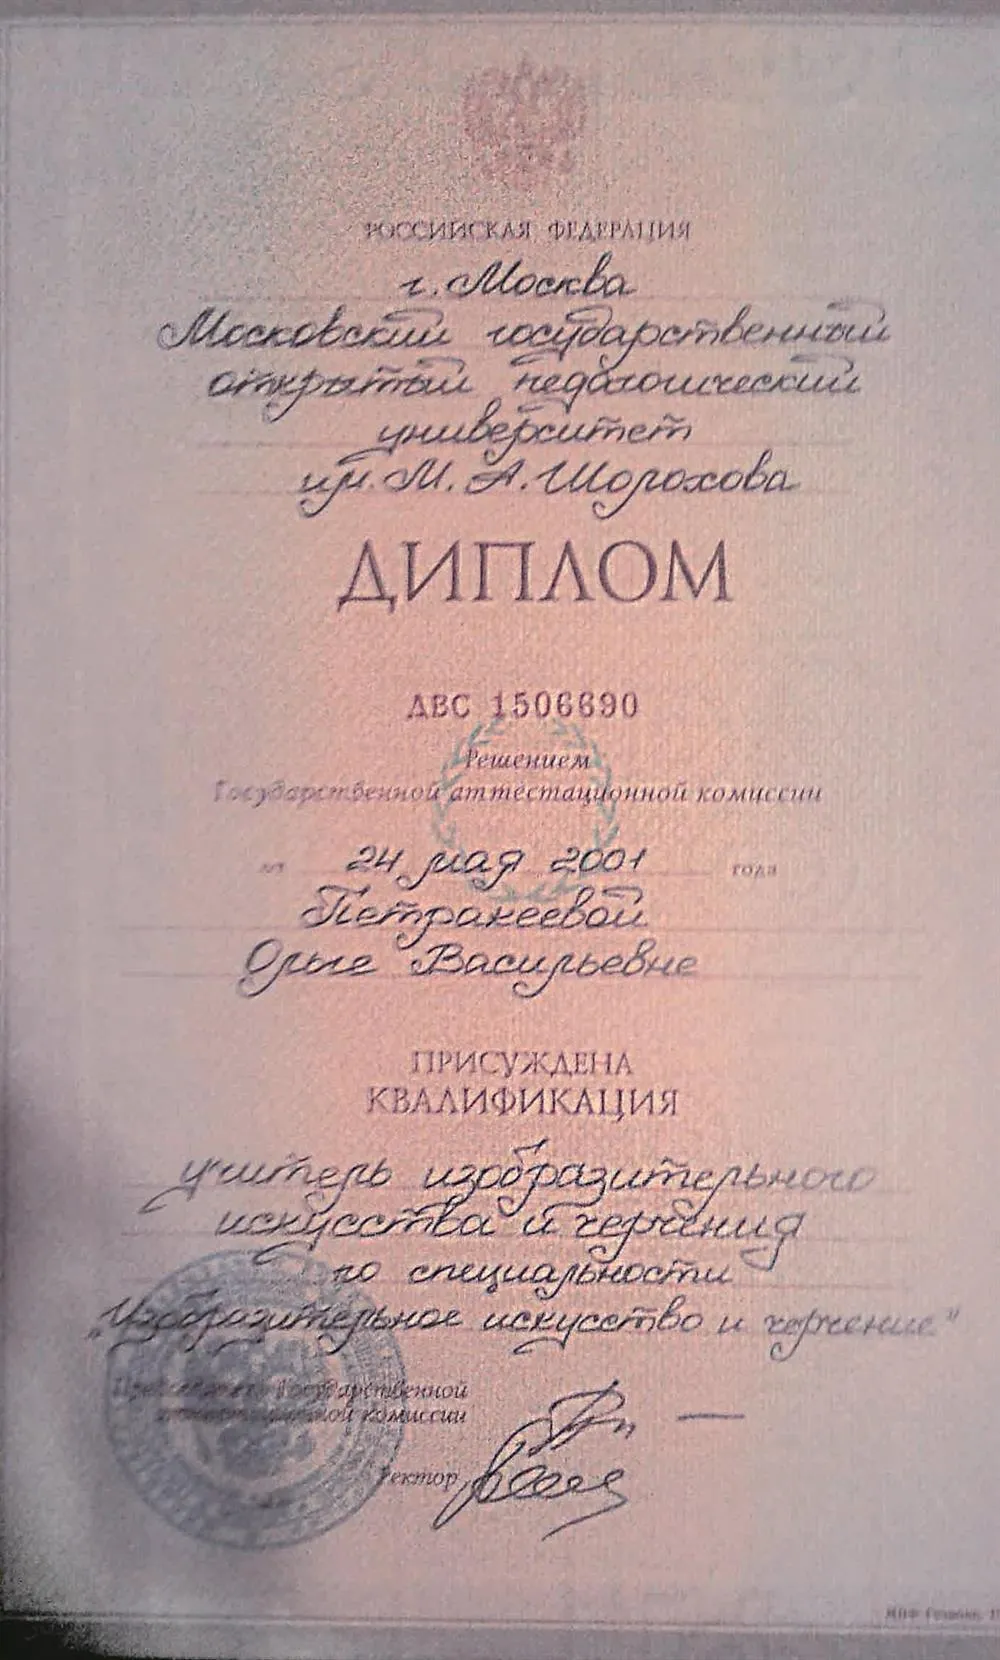 РОССИЙСКАЯ ФЕДЕРАЦИЯ
г. Москва
Московский государственный
открытый педагогический
университет
им. М. А. Шолохова
ДИПЛОМ
ДВС 1506690
Решением
Государственной аттестационной комиссии
от 24 мая 2001 года
Петракеевой
Ольге Васильевне
ПРИСУЖДЕНА
КВАЛИФИКАЦИЯ
учитель изобразительного
искусства и черчения
по специальности
"Изобразительное искусство и черчение"
Председатель Государственной
аттестационной комиссии
Ректор